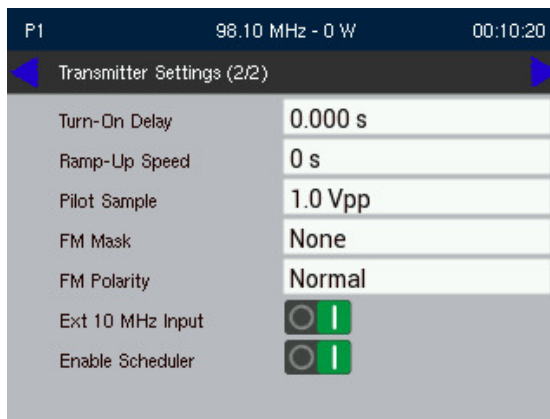 P1 98.10 MHz - 0 W 00:10:20
Transmitter Settings (2/2)
Turn-On Delay 0.000 s
Ramp-Up Speed 0 s
Pilot Sample 1.0 Vpp
FM Mask None
FM Polarity Normal
Ext 10 MHz Input
Enable Scheduler